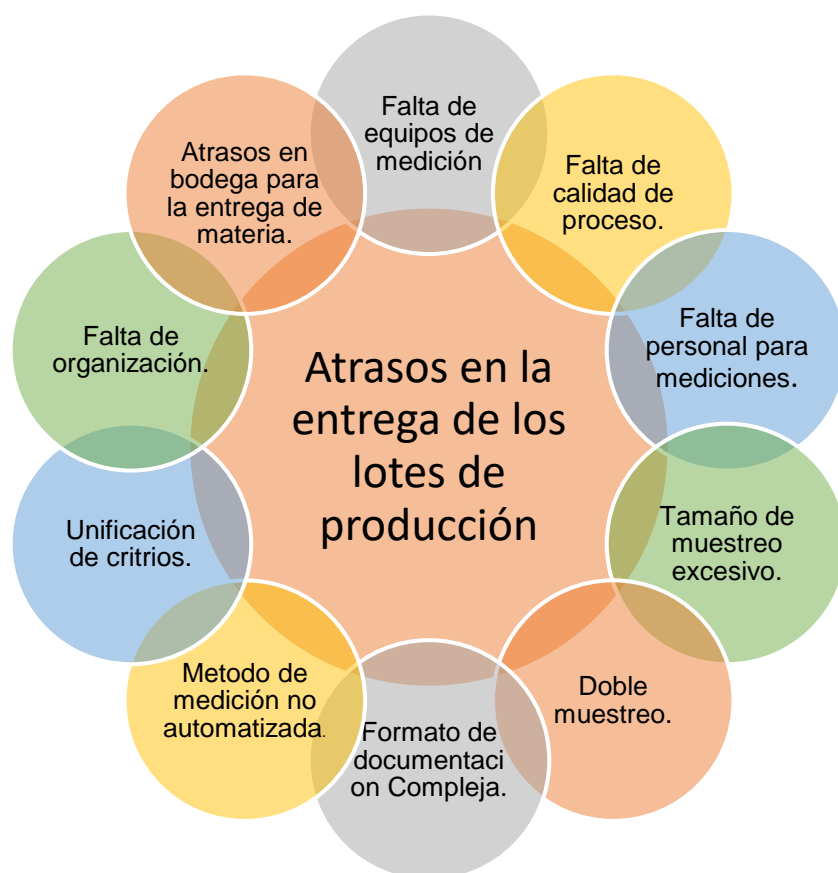 Falta de
equipos de
medición
Falta de
calidad de
proceso.
Falta de
personal para
mediciones.
Tamaño de
muestreo
excesivo.
Doble
muestreo.
Formato de
documentaci
on Compleja.
Metodo de
medición no
automatizada.
Unificación
de critrios.
Falta de
organización.
Atrasos en
bodega para
la entrega de
materia.
Atrasos en la
entrega de los
lotes de
producción